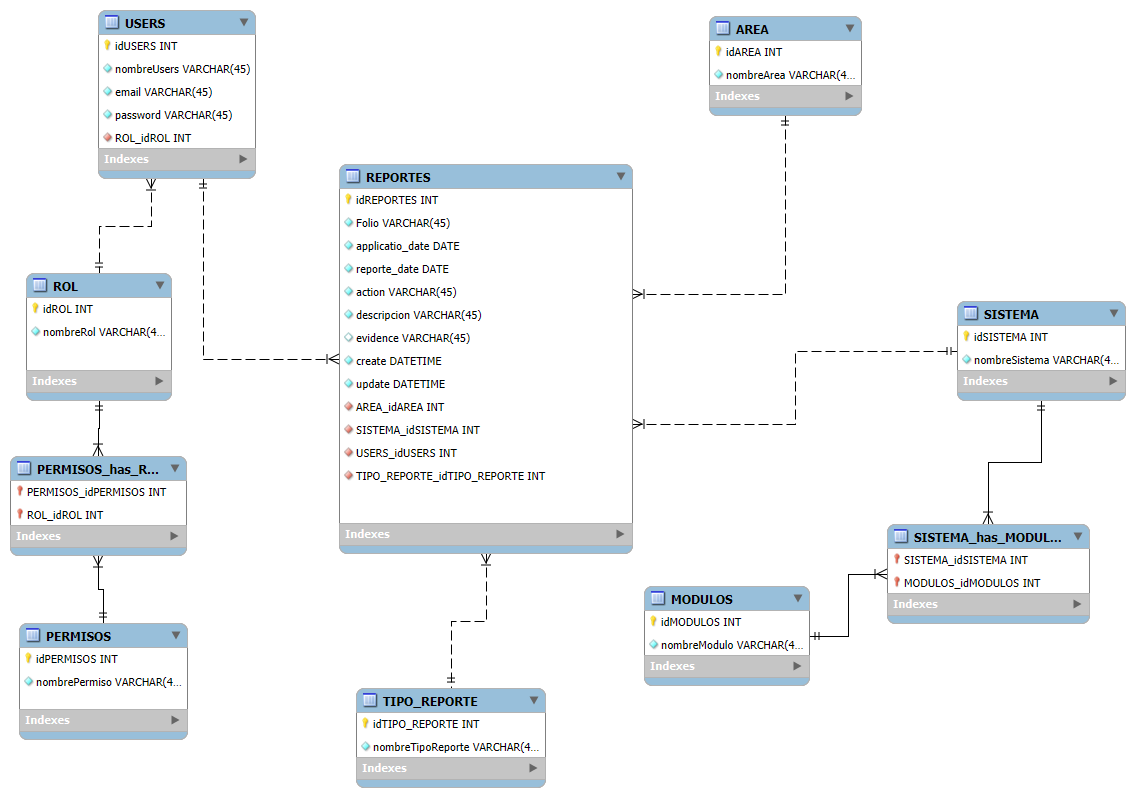 USERS
idUSERS INT
nombreUsers VARCHAR(45)
email VARCHAR(45)
password VARCHAR(45)
ROL_idROL INT
Indexes
AREA
idAREA INT
nombreArea VARCHAR(4...
Indexes
REPORTES
idREPORTES INT
Folio VARCHAR(45)
applicatio_date DATE
reporte_date DATE
action VARCHAR(45)
descripcion VARCHAR(45)
evidence VARCHAR(45)
create DATETIME
update DATETIME
AREA_idAREA INT
SISTEMA_idSISTEMA INT
USERS_idUSERS INT
TIPO_REPORTE_idTIPO_REPORTE INT
Indexes
ROL
idROL INT
nombreRol VARCHAR(4...
Indexes
SISTEMA
idSISTEMA INT
nombreSistema VARCHAR(4...
Indexes
PERMISOS_has_R...
PERMISOS_idPERMISOS INT
ROL_idROL INT
Indexes
SISTEMA_has_MODUL...
SISTEMA_idSISTEMA INT
MODULOS_idMODULOS INT
Indexes
MODULOS
idMODULOS INT
nombreModulo VARCHAR(4...
Indexes
PERMISOS
idPERMISOS INT
nombrePermiso VARCHAR(4...
Indexes
TIPO_REPORTE
idTIPO_REPORTE INT
nombreTipoReporte VARCHAR(4...
Indexes